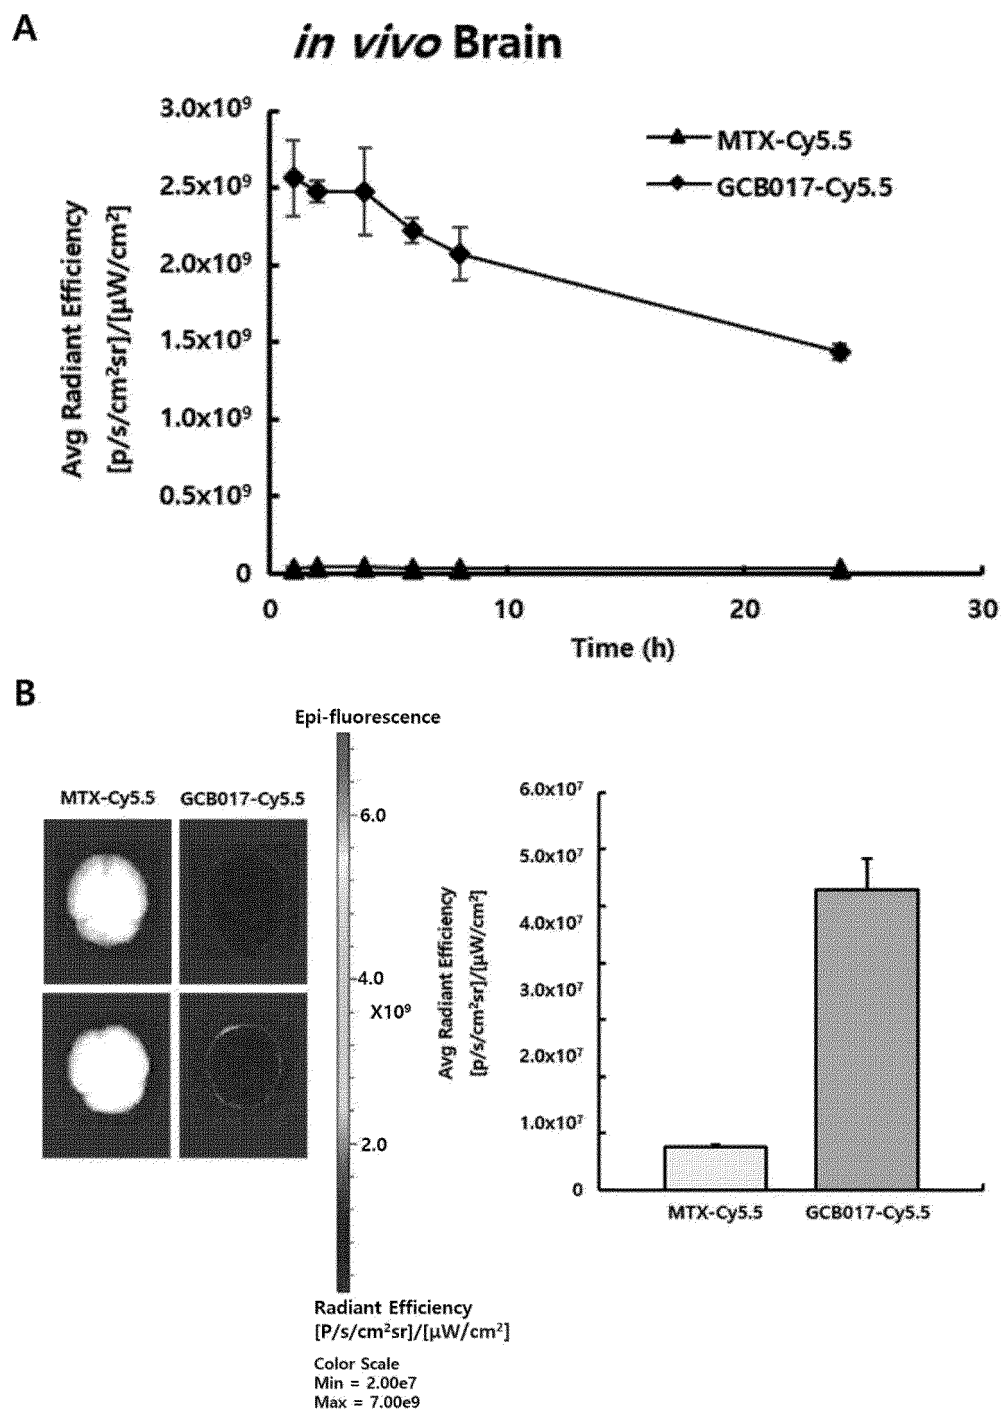 A
in vivo Brain
3.0x10⁹
2.5x10⁹
2.0x10⁹
1.5x10⁹
1.0x10⁹
0.5x10⁹
0
Avg Radiant Efficiency
[p/s/cm²sr]/[µW/cm²]
MTX-Cy5.5
GCB017-Cy5.5
0
10
20
30
Time (h)
B
Epi-fluorescence
MTX-Cy5.5
GCB017-Cy5.5
6.0
4.0
X10⁹
2.0
Radiant Efficiency
[P/s/cm²sr]/[µW/cm²]
Color Scale
Min = 2.00e7
Max = 7.00e9
Avg Radiant Efficiency
[p/s/cm²sr]/[µW/cm²]
6.0x10⁷
5.0x10⁷
4.0x10⁷
3.0x10⁷
2.0x10⁷
1.0x10⁷
0
MTX-Cy5.5
GCB017-Cy5.5